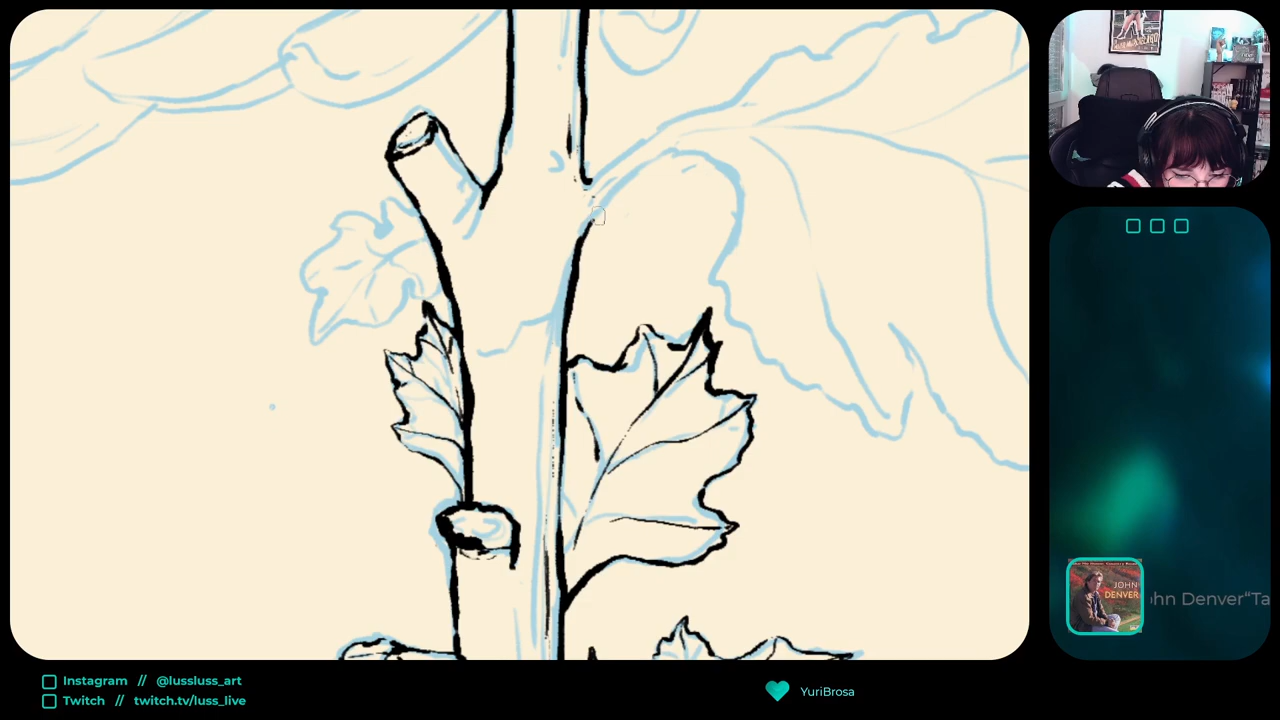 JOHN
DENVER
hn Denver"Ta
Instagram // @lussluss_art
Twitch // twitch.tv/luss_live
YuriBrosa